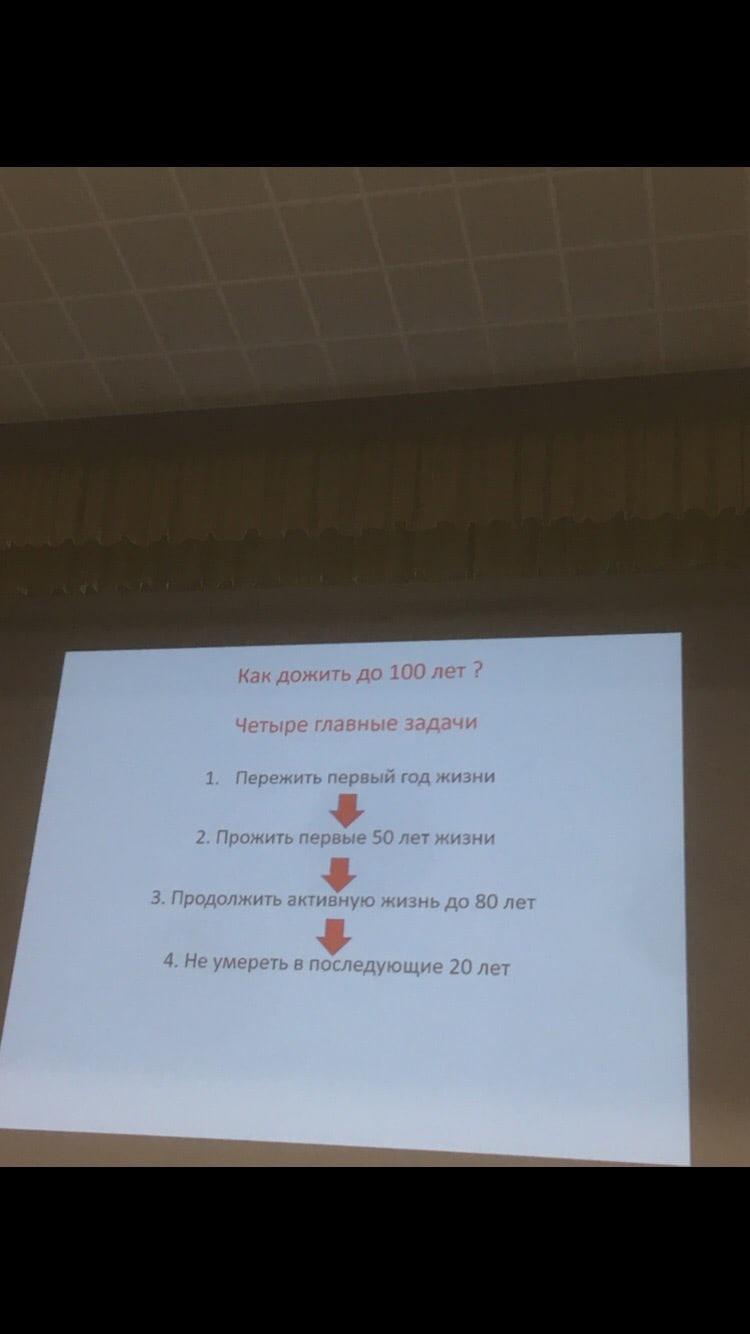 Как дожить до 100 лет ?
Четыре главные задачи
1. Пережить первый год жизни
2. Прожить первые 50 лет жизни
3. Продолжить активную жизнь до 80 лет
4. Не умереть в последующие 20 лет